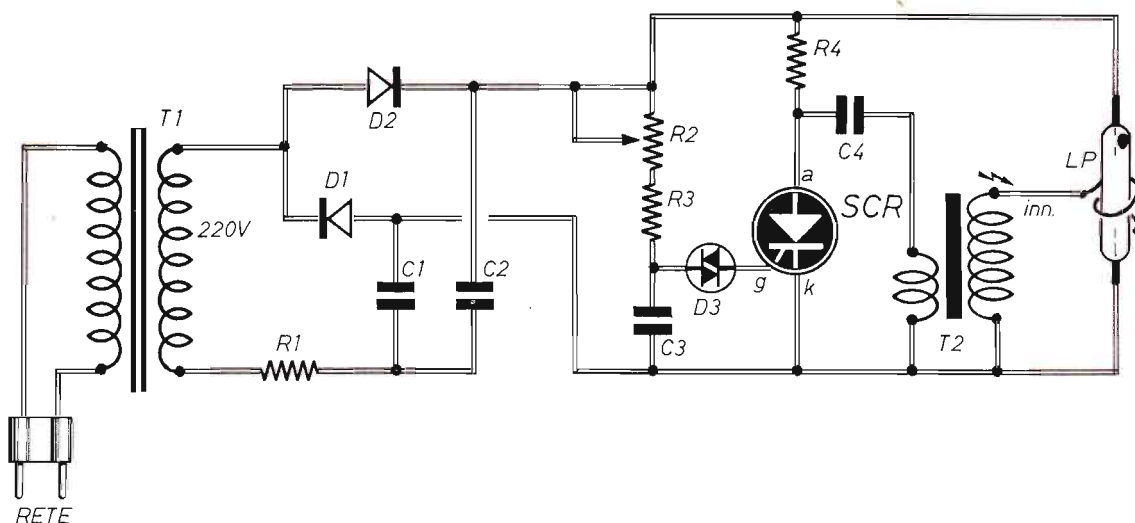 T1
220V
RETE
D2
D1
R1
C1
C2
R2
R3
C3
D3
R4
C4
a
SCR
g
k
T2
inn.
LP